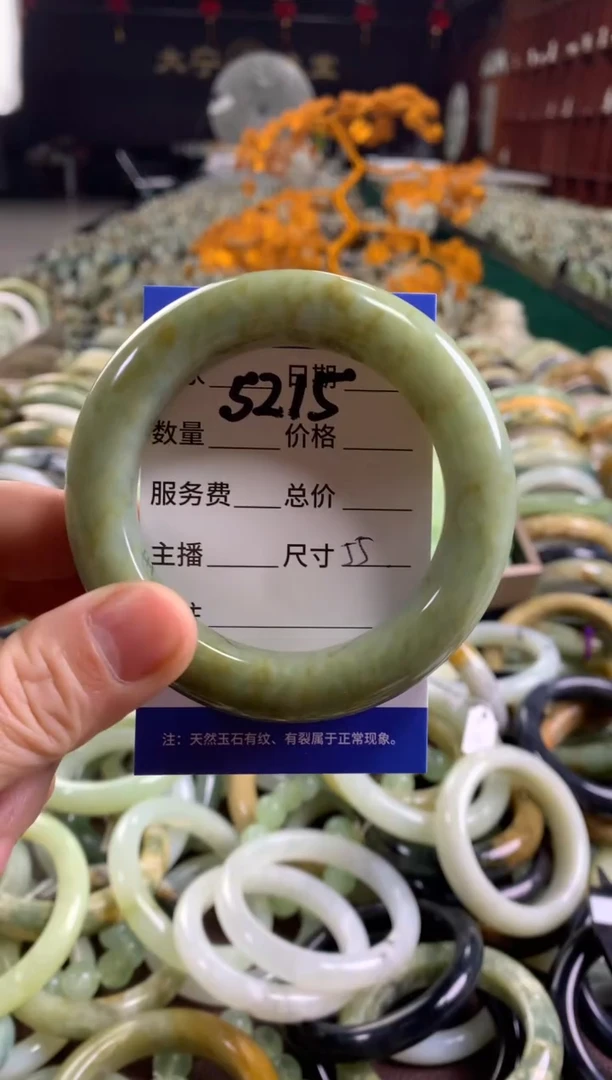 日期
5215
数量 价格
服务费 总价
主播 尺寸 55
注：天然玉石有纹、有裂属于正常现象。